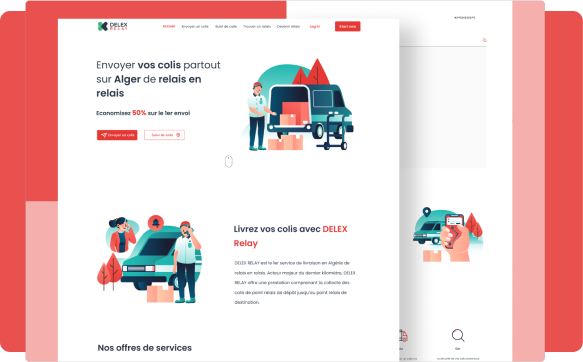 DELEX
RELAY
Accueil Envoyer un colis Suivi de colis Trouver un relais Devenir relais Log in Start now
Envoyer vos colis partout
sur Alger de relais en
relais
Economisez 50% sur le 1er envoi
Envoyer un colis Suivi de colis
Livrez vos colis avec DELEX
Relay
DELEX RELAY est le 1er service de livraison en Algérie de
relais en relais. Acteur majeur du dernier kilomètre, DELEX
RELAY offre une prestation comprenant la collecte des
colis de point relais de dépôt jusqu'au point relais de
destination.
Nos offres de services